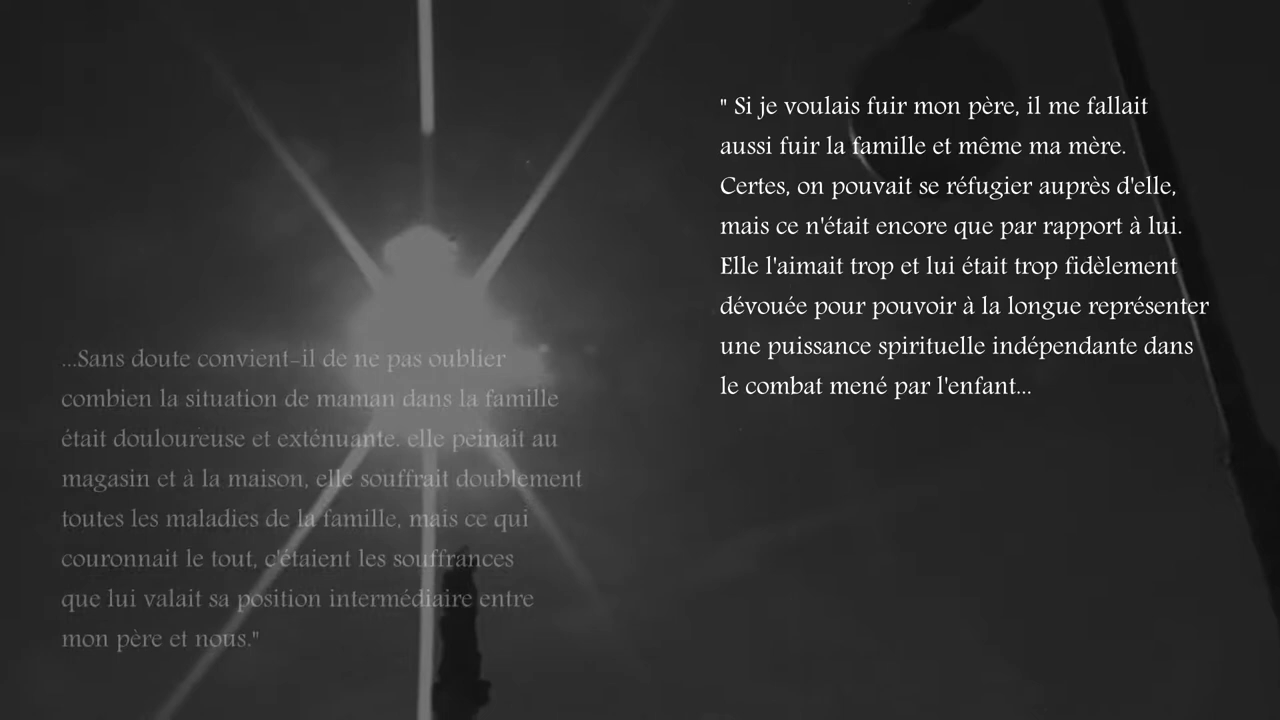 " Si je voulais fuir mon père, il me fallait
aussi fuir la famille et même ma mère.
Certes, on pouvait se réfugier auprès d'elle,
mais ce n'était encore que par rapport à lui.
Elle l'aimait trop et lui était trop fidèlement
dévouée pour pouvoir à la longue représenter
une puissance spirituelle indépendante dans
le combat mené par l'enfant...
...Sans doute convient-il de ne pas oublier
combien la situation de maman dans la famille
était douloureuse et exténuante. elle peinait au
magasin et à la maison, elle souffrait doublement
toutes les maladies de la famille, mais ce qui
couronnait le tout, c'étaient les souffrances
que lui valait sa position intermédiaire entre
mon père et nous."